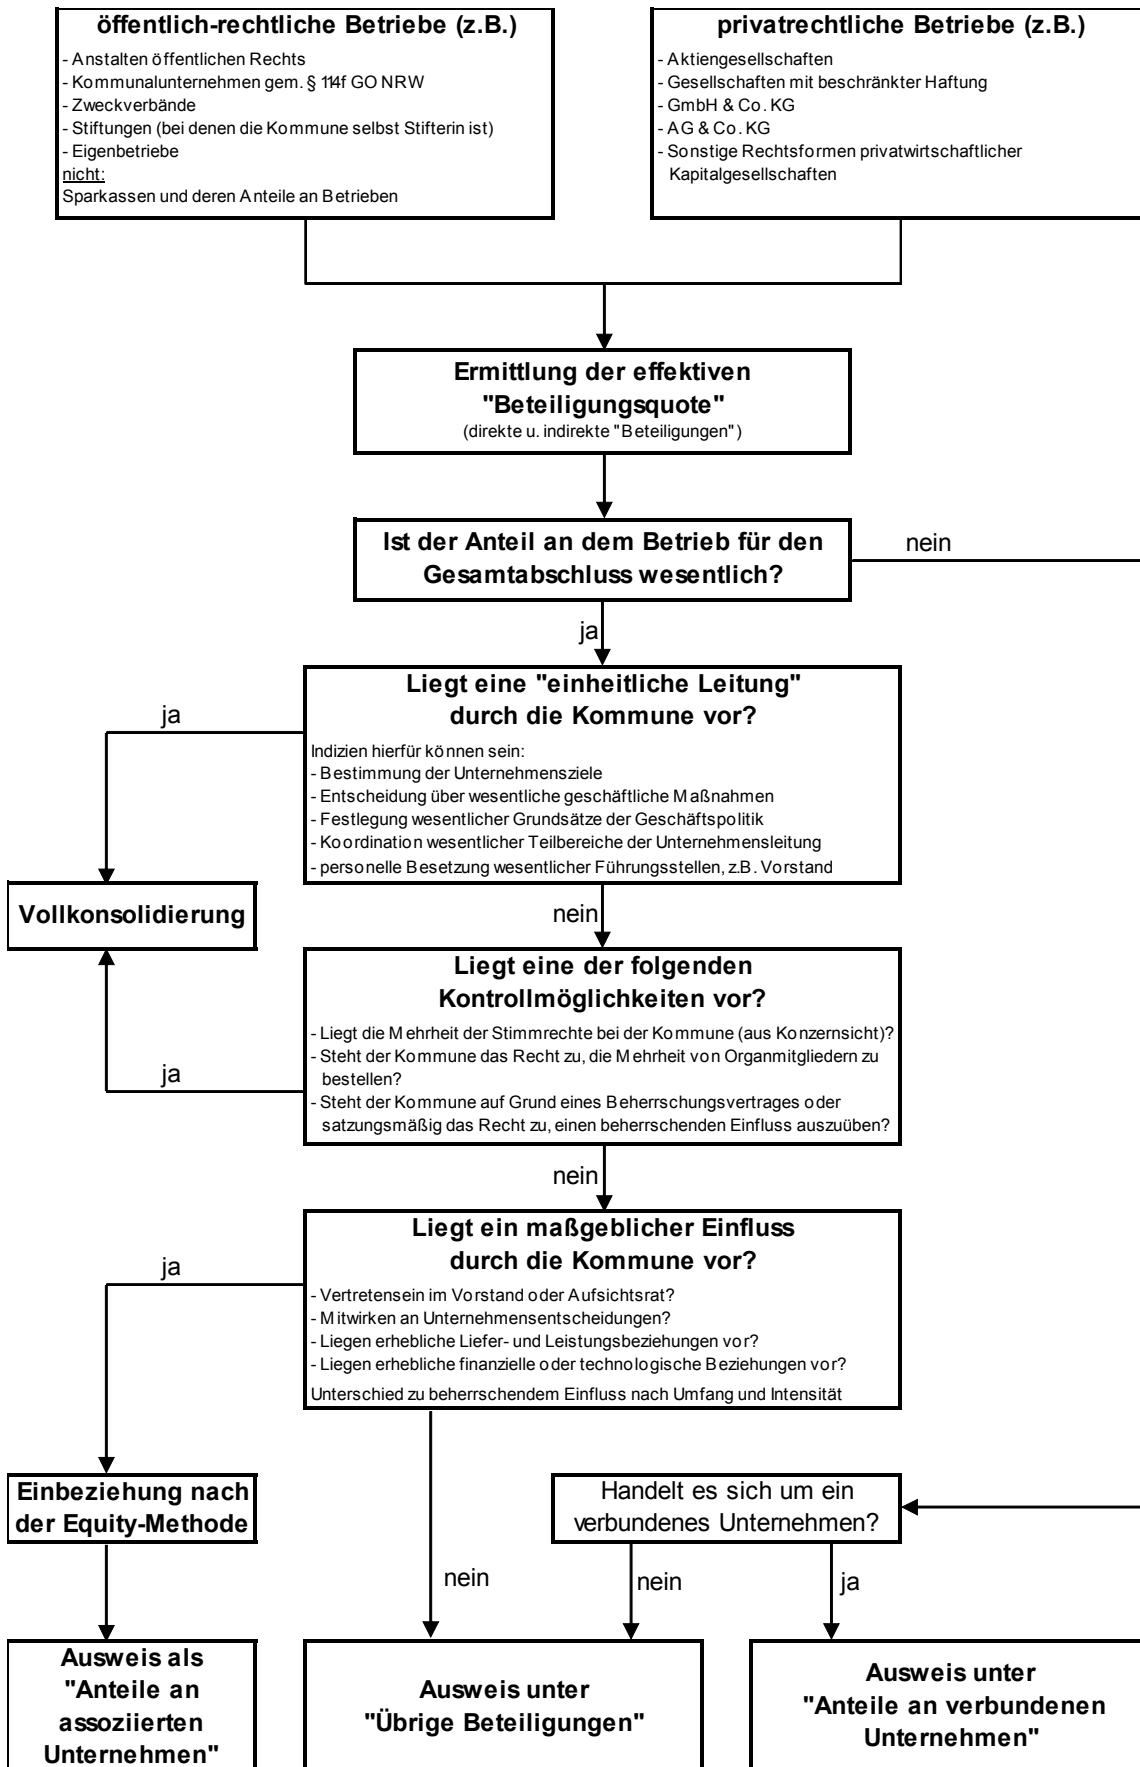 öffentlich-rechtliche Betriebe (z.B.)
- Anstalten öffentlichen Rechts
- Kommunalunternehmen gem. § 114f GO NRW
- Zweckverbände
- Stiftungen (bei denen die Kommune selbst Stifterin ist)
- Eigenbetriebe
nicht:
Sparkassen und deren Anteile an Betrieben
privatrechtliche Betriebe (z.B.)
- Aktiengesellschaften
- Gesellschaften mit beschränkter Haftung
- GmbH & Co. KG
- AG & Co. KG
- Sonstige Rechtsformen privatwirtschaftlicher
Kapitalgesellschaften
Ermittlung der effektiven
"Beteiligungsquote"
(direkte u. indirekte "Beteiligungen")
Ist der Anteil an dem Betrieb für den
Gesamtabschluss wesentlich?
nein
ja
Liegt eine "einheitliche Leitung"
durch die Kommune vor?
Indizien hierfür können sein:
- Bestimmung der Unternehmensziele
- Entscheidung über wesentliche geschäftliche Maßnahmen
- Festlegung wesentlicher Grundsätze der Geschäftspolitik
- Koordination wesentlicher Teilbereiche der Unternehmensleitung
- personelle Besetzung wesentlicher Führungsstellen, z.B. Vorstand
ja
Vollkonsolidierung
nein
Liegt eine der folgenden
Kontrollmöglichkeiten vor?
- Liegt die Mehrheit der Stimmrechte bei der Kommune (aus Konzernsicht)?
- Steht der Kommune das Recht zu, die Mehrheit von Organmitgliedern zu
bestellen?
- Steht der Kommune auf Grund eines Beherrschungsvertrages oder
satzungsmäßig das Recht zu, einen beherrschenden Einfluss auszuüben?
ja
nein
Liegt ein maßgeblicher Einfluss
durch die Kommune vor?
- Vertretensein im Vorstand oder Aufsichtsrat?
- Mitwirken an Unternehmensentscheidungen?
- Liegen erhebliche Liefer- und Leistungsbeziehungen vor?
- Liegen erhebliche finanzielle oder technologische Beziehungen vor?
Unterschied zu beherrschendem Einfluss nach Umfang und Intensität
ja
Einbeziehung nach
der Equity-Methode
Handelt es sich um ein
verbundenes Unternehmen?
nein
nein
ja
Ausweis als
"Anteile an
assoziierten
Unternehmen"
Ausweis unter
"Übrige Beteiligungen"
Ausweis unter
"Anteile an verbundenen
Unternehmen"